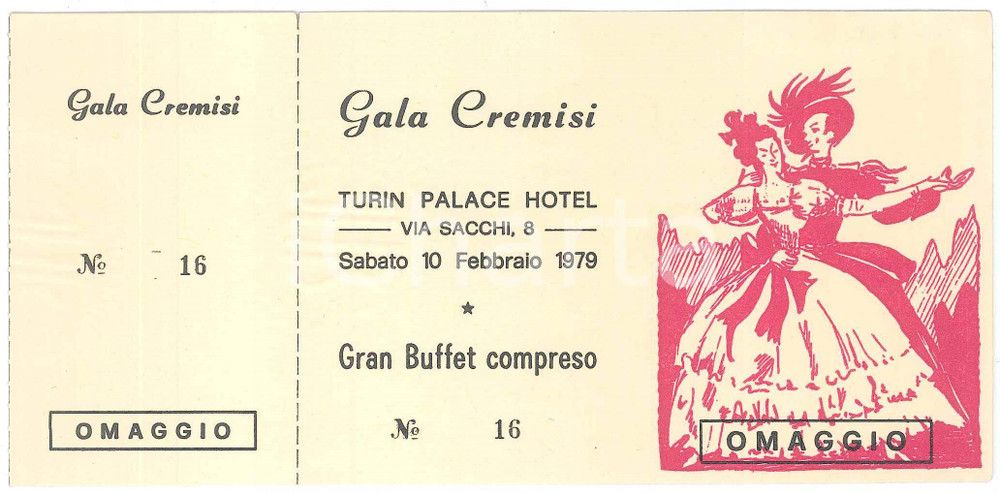 Gala Cremisi
Nº 16
OMAGGIO
Gala Cremisi
TURIN PALACE HOTEL
VIA SACCHI, 8
Sabato 10 Febbraio 1979
★
Gran Buffet compreso
Nº 16
OMAGGIO